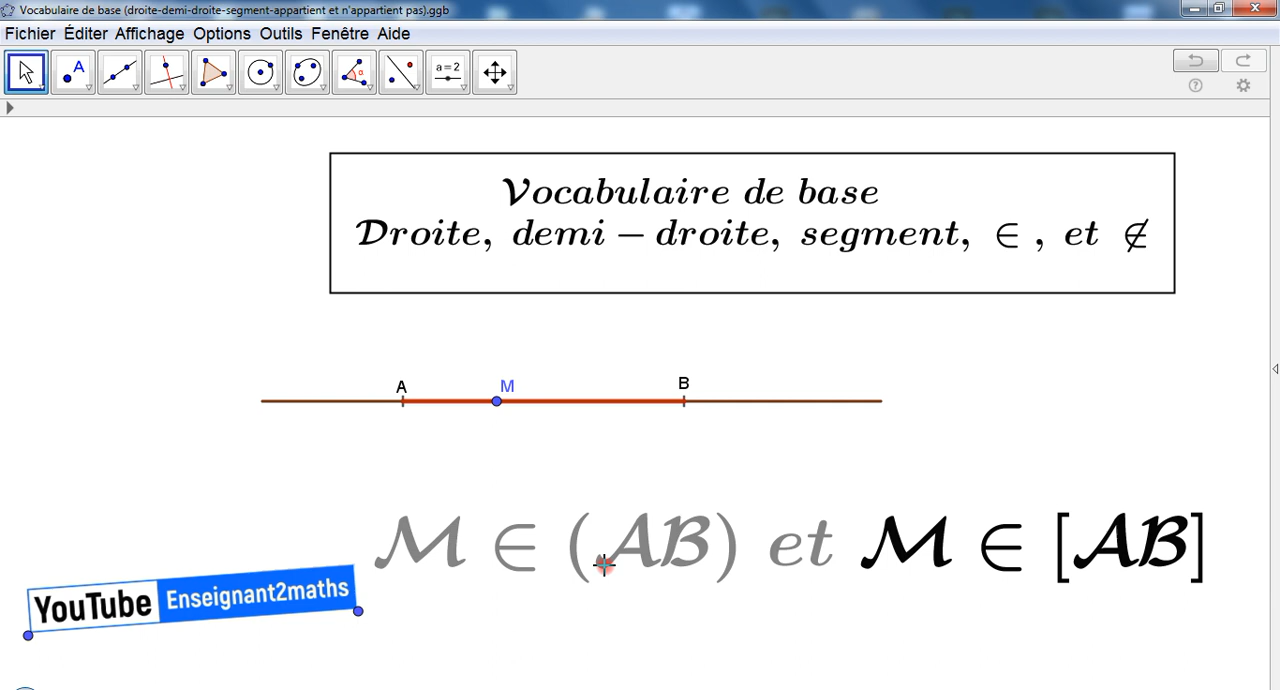 Vocabulaire de base (droite-demi-droite-segment-appartient et n'appartient pas).ggb
Fichier Éditer Affichage Options Outils Fenêtre Aide
A
α
a = 2
Vocabulaire de base
Droite, demi – droite, segment, ∈ , et ∉
A M B
M ∈ (AB) et M ∈ [AB]
YouTube Enseignant2maths